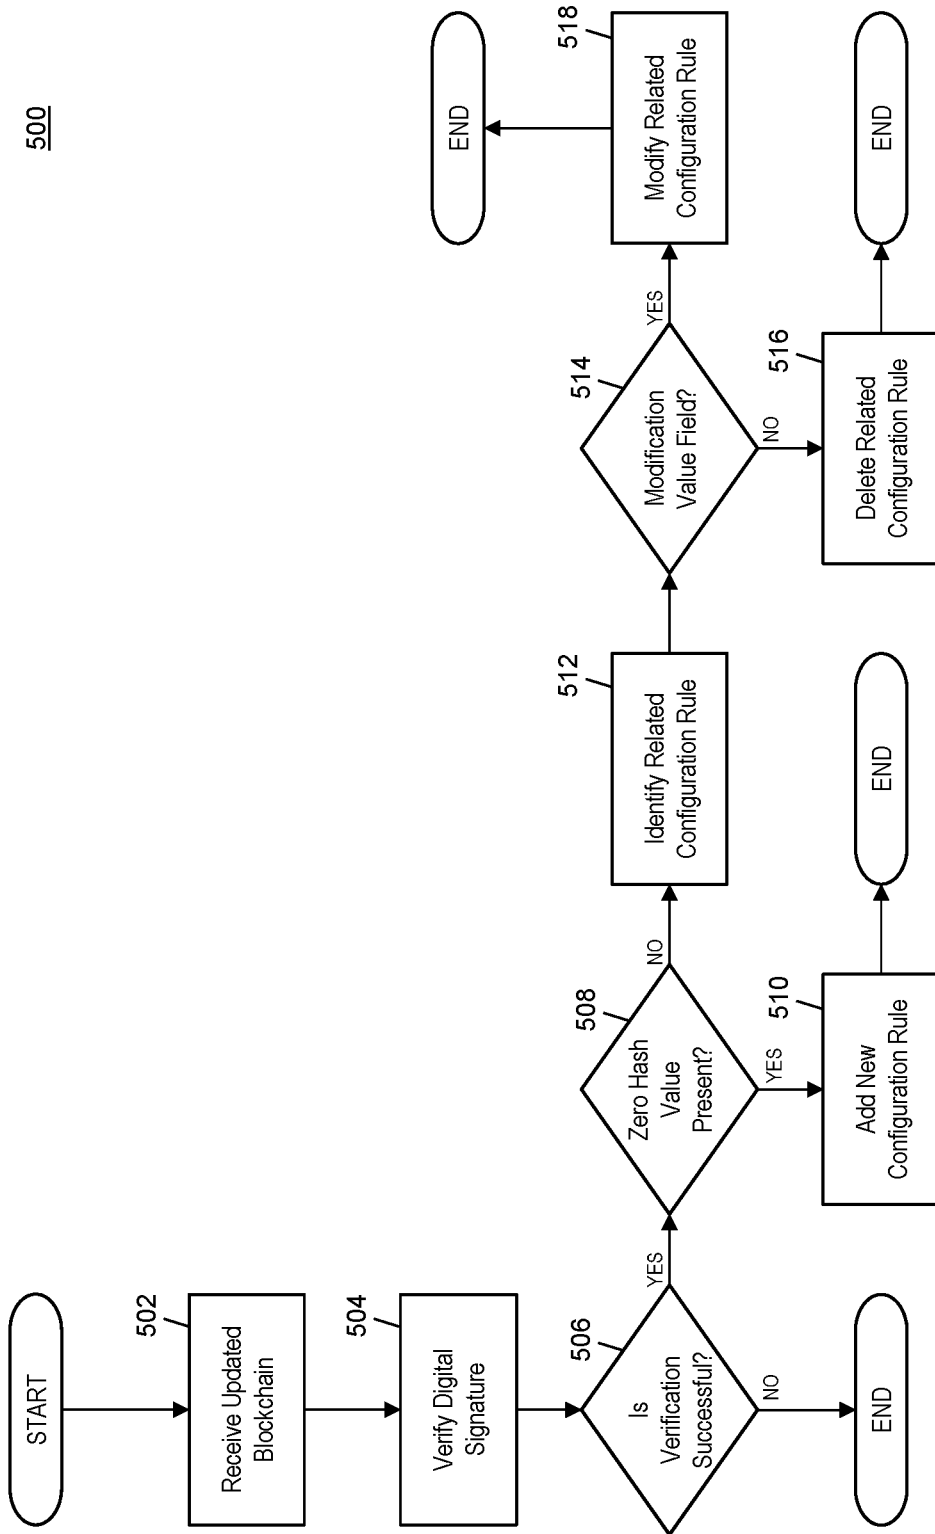 500
START
502
Receive Updated
Blockchain
504
Verify Digital
Signature
506
Is
Verification
Successful?
NO
END
YES
508
Zero Hash
Value
Present?
YES
510
Add New
Configuration Rule
END
NO
512
Identify Related
Configuration Rule
514
Modification
Value Field?
NO
516
Delete Related
Configuration Rule
END
YES
518
Modify Related
Configuration Rule
END